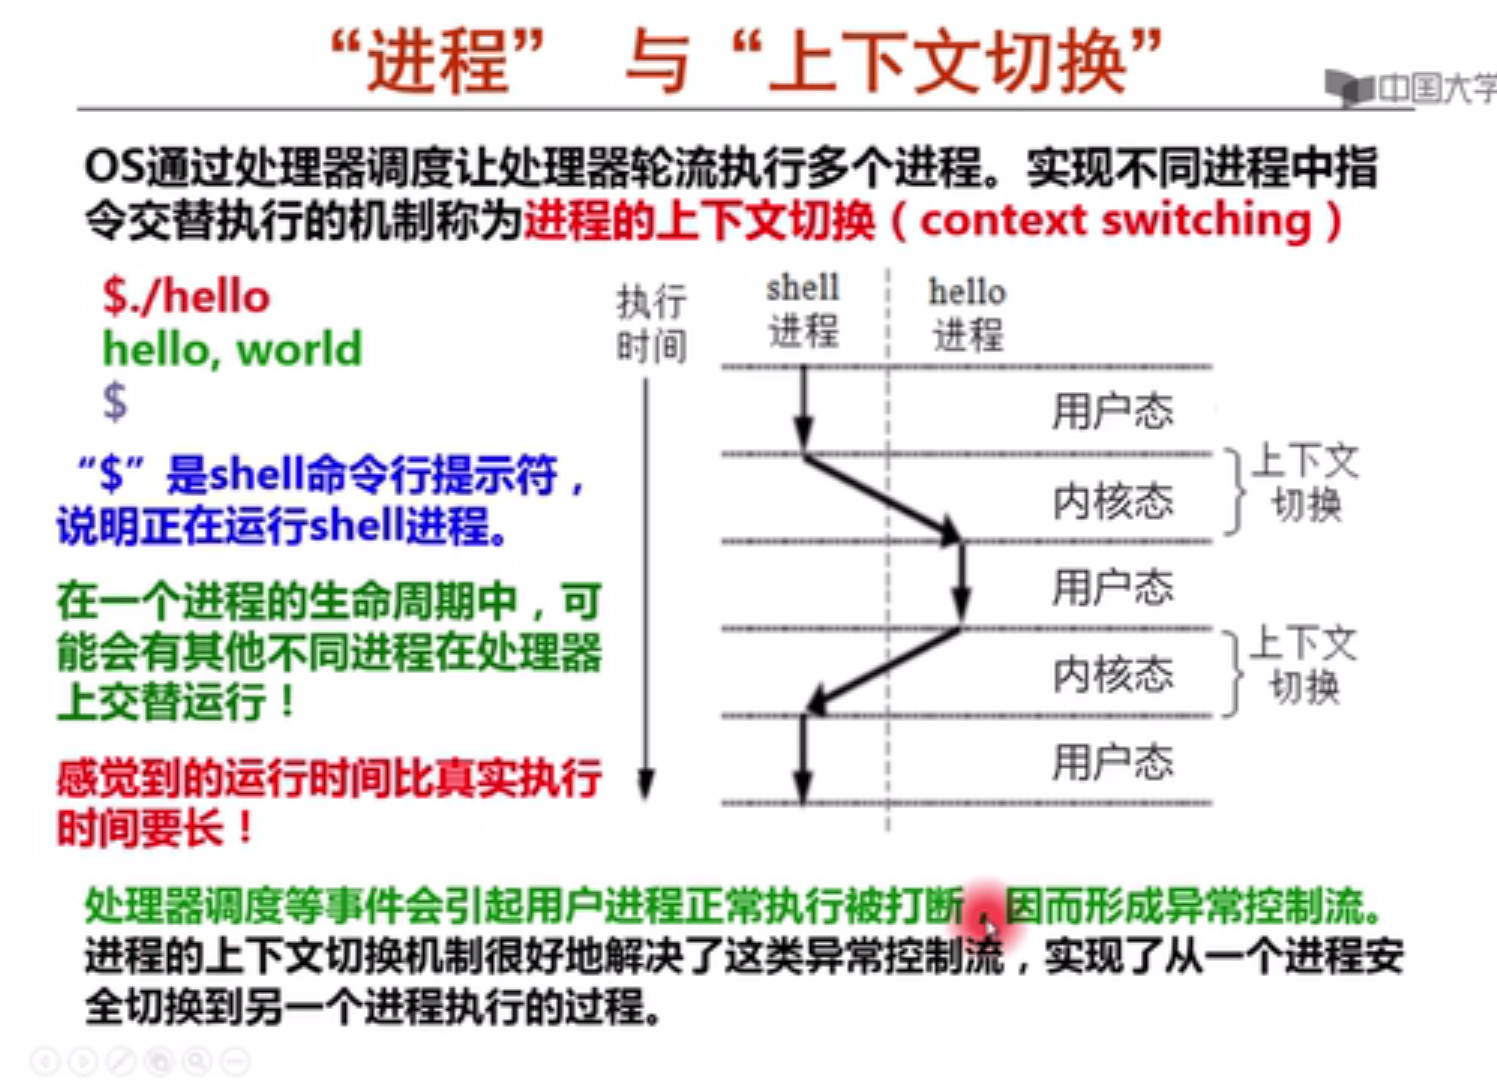 “进程” 与“上下文切换”
中国大学
OS通过处理器调度让处理器轮流执行多个进程。实现不同进程中指
令交替执行的机制称为进程的上下文切换（context switching）
$./hello
hello, world
$
“$”是shell命令行提示符，
说明正在运行shell进程。
在一个进程的生命周期中，可
能会有其他不同进程在处理器
上交替运行！
感觉到的运行时间比真实执行
时间要长！
执行
时间
shell
进程
hello
进程
用户态
内核态
上下文
切换
用户态
内核态
上下文
切换
用户态
处理器调度等事件会引起用户进程正常执行被打断，因而形成异常控制流。
进程的上下文切换机制很好地解决了这类异常控制流，实现了从一个进程安
全切换到另一个进程执行的过程。